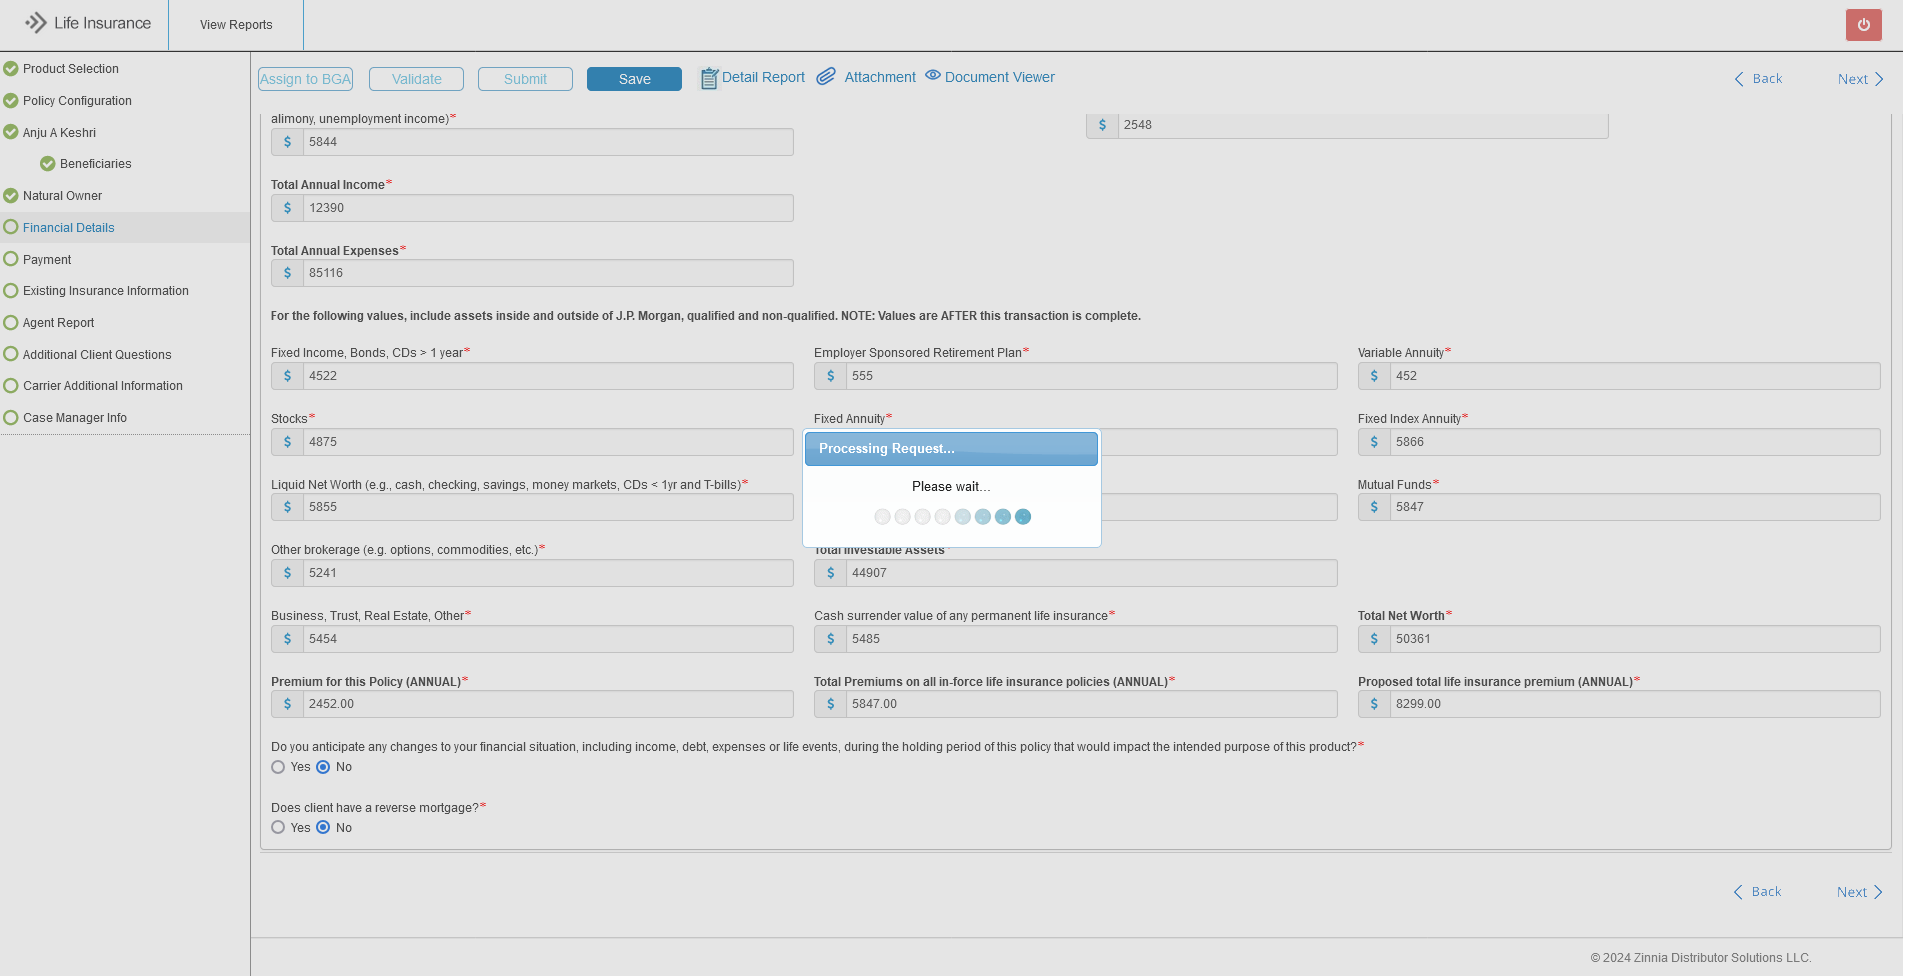 Life Insurance
View Reports
Product Selection
Policy Configuration
Anju A Keshri
Beneficiaries
Natural Owner
Financial Details
Payment
Existing Insurance Information
Agent Report
Additional Client Questions
Carrier Additional Information
Case Manager Info
Assign to BGA
Validate
Submit
Save
Detail Report
Attachment
Document Viewer
Back
Next
alimony, unemployment income)*
$ 5844
$ 2548
Total Annual Income*
$ 12390
Total Annual Expenses*
$ 85116
For the following values, include assets inside and outside of J.P. Morgan, qualified and non-qualified. NOTE: Values are AFTER this transaction is complete.
Fixed Income, Bonds, CDs > 1 year*
$ 4522
Employer Sponsored Retirement Plan*
$ 555
Variable Annuity*
$ 452
Stocks*
$ 4875
Fixed Annuity*
Fixed Index Annuity*
$ 5866
Processing Request...
Please wait...
Liquid Net Worth (e.g., cash, checking, savings, money markets, CDs < 1yr and T-bills)*
$ 5855
Mutual Funds*
$ 5847
Other brokerage (e.g. options, commodities, etc.)*
$ 5241
Total Investable Assets*
$ 44907
Business, Trust, Real Estate, Other*
$ 5454
Cash surrender value of any permanent life insurance*
$ 5485
Total Net Worth*
$ 50361
Premium for this Policy (ANNUAL)*
$ 2452.00
Total Premiums on all in-force life insurance policies (ANNUAL)*
$ 5847.00
Proposed total life insurance premium (ANNUAL)*
$ 8299.00
Do you anticipate any changes to your financial situation, including income, debt, expenses or life events, during the holding period of this policy that would impact the intended purpose of this product?*
Yes No
Does client have a reverse mortgage?*
Yes No
Back
Next
© 2024 Zinnia Distributor Solutions LLC.